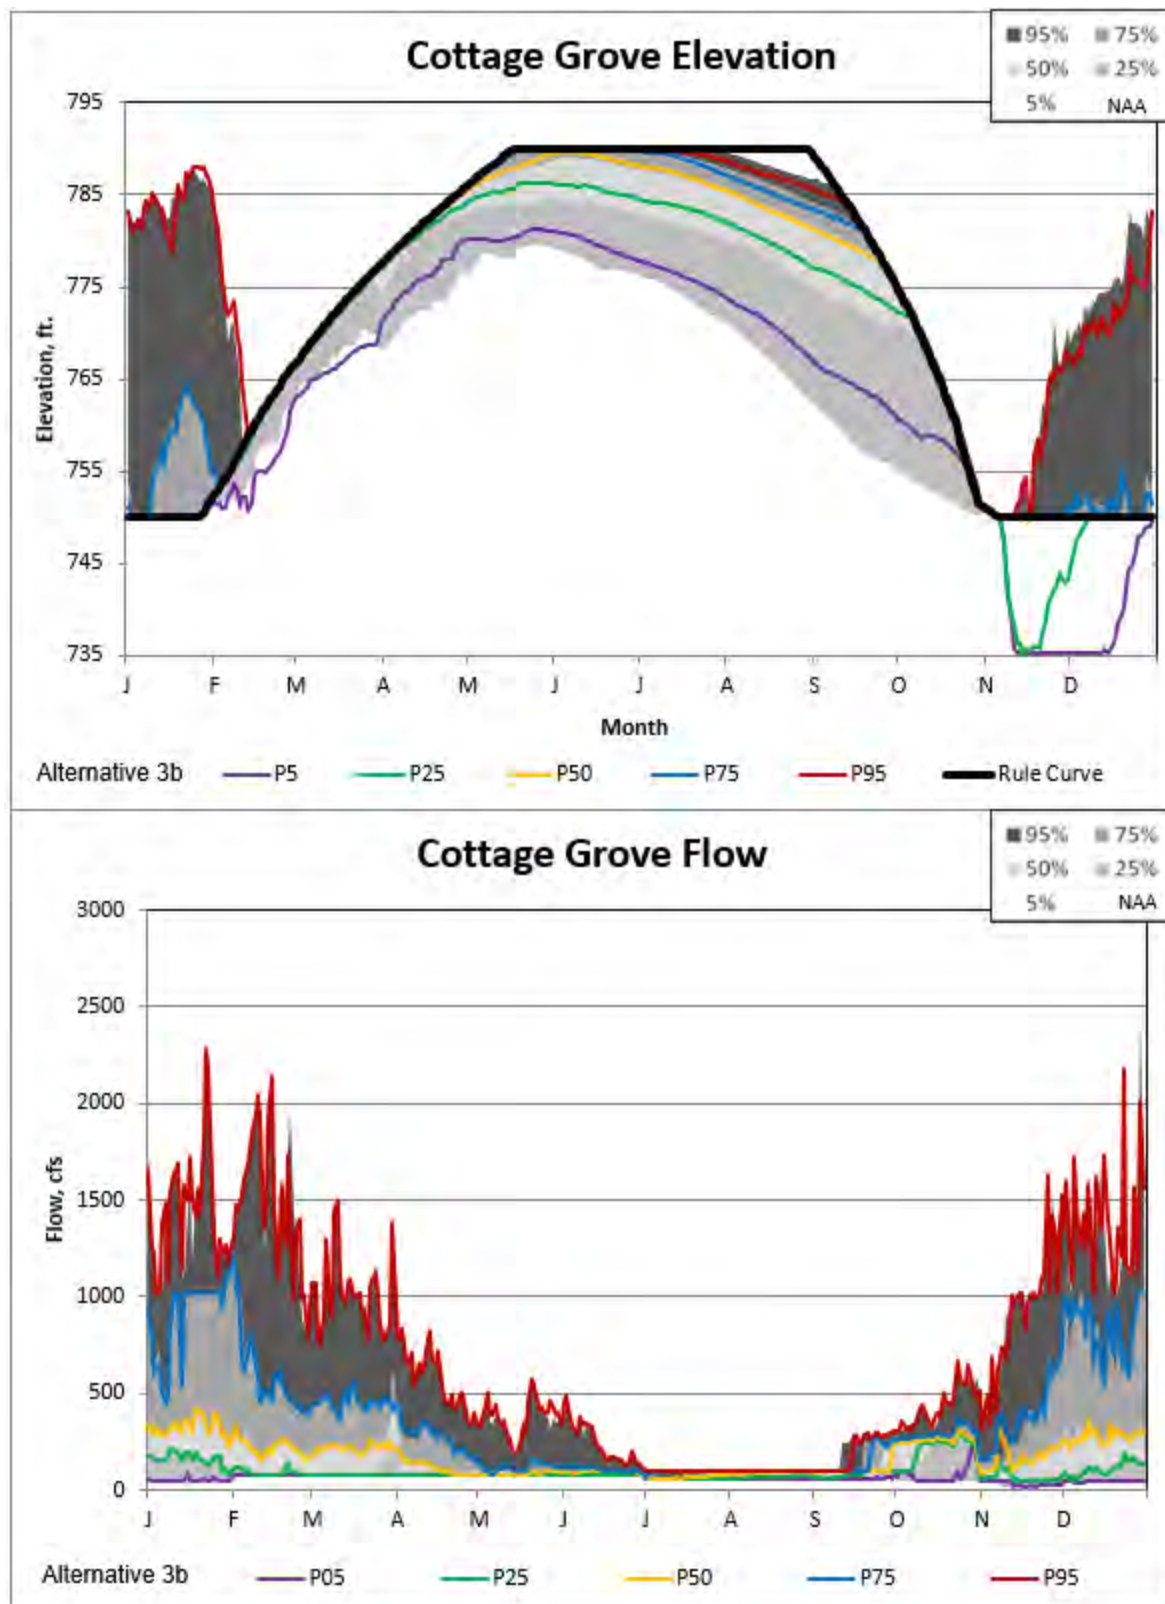 Cottage Grove Elevation
95% 75%
50% 25%
5% NAA
795
785
775
765
755
745
735
Elevation, ft.
J F M A M J J A S O N D
Month
Alternative 3b P5 P25 P50 P75 P95 Rule Curve
Cottage Grove Flow
95% 75%
50% 25%
5% NAA
3000
2500
2000
1500
1000
500
0
Flow, cfs
J F M A M J J A S O N D
Alternative 3b P05 P25 P50 P75 P95